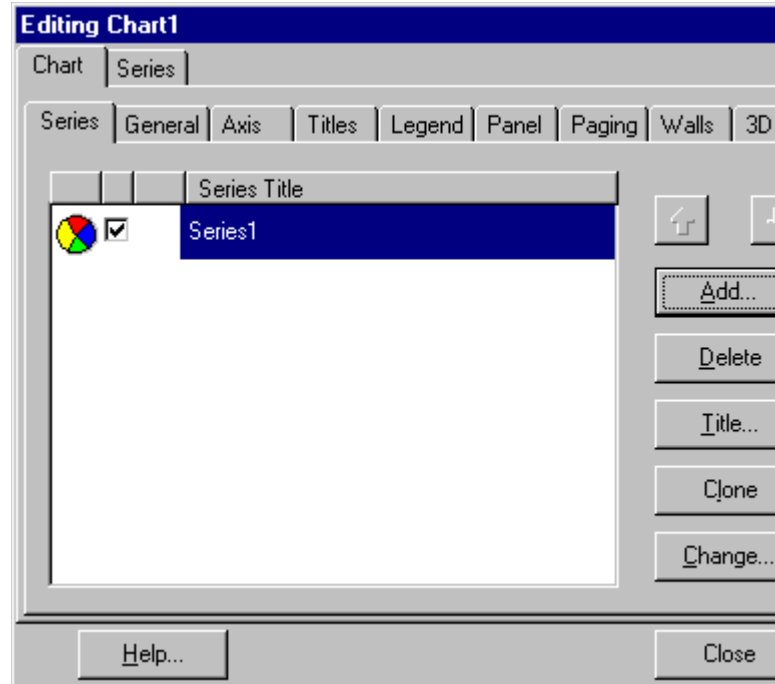 Editing Chart1
Chart Series
Series General Axis Titles Legend Panel Paging Walls 3D
Series Title
Series1
Add...
Delete
Title...
Clone
Change...
Help... Close